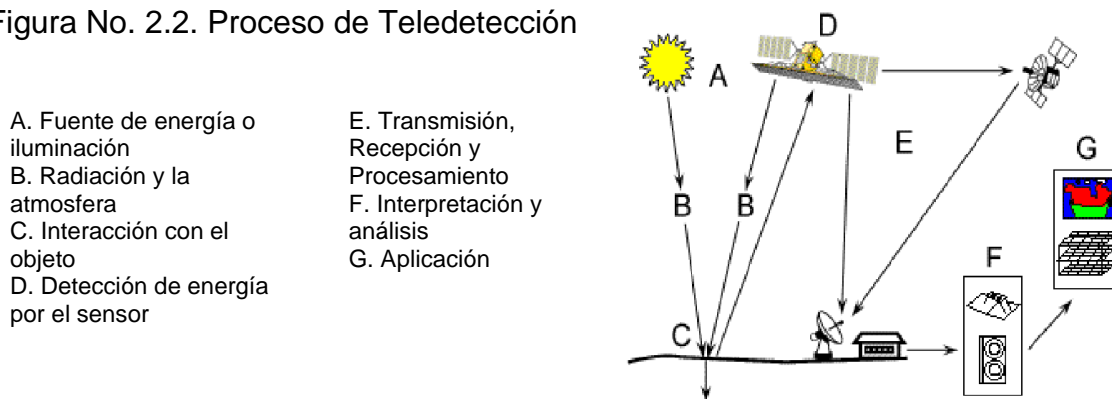 Figura No. 2.2. Proceso de Teledetección
A. Fuente de energía o
iluminación
B. Radiación y la
atmosfera
C. Interacción con el
objeto
D. Detección de energía
por el sensor
E. Transmisión,
Recepción y
Procesamiento
F. Interpretación y
análisis
G. Aplicación
D
A
E
G
B
B
F
C